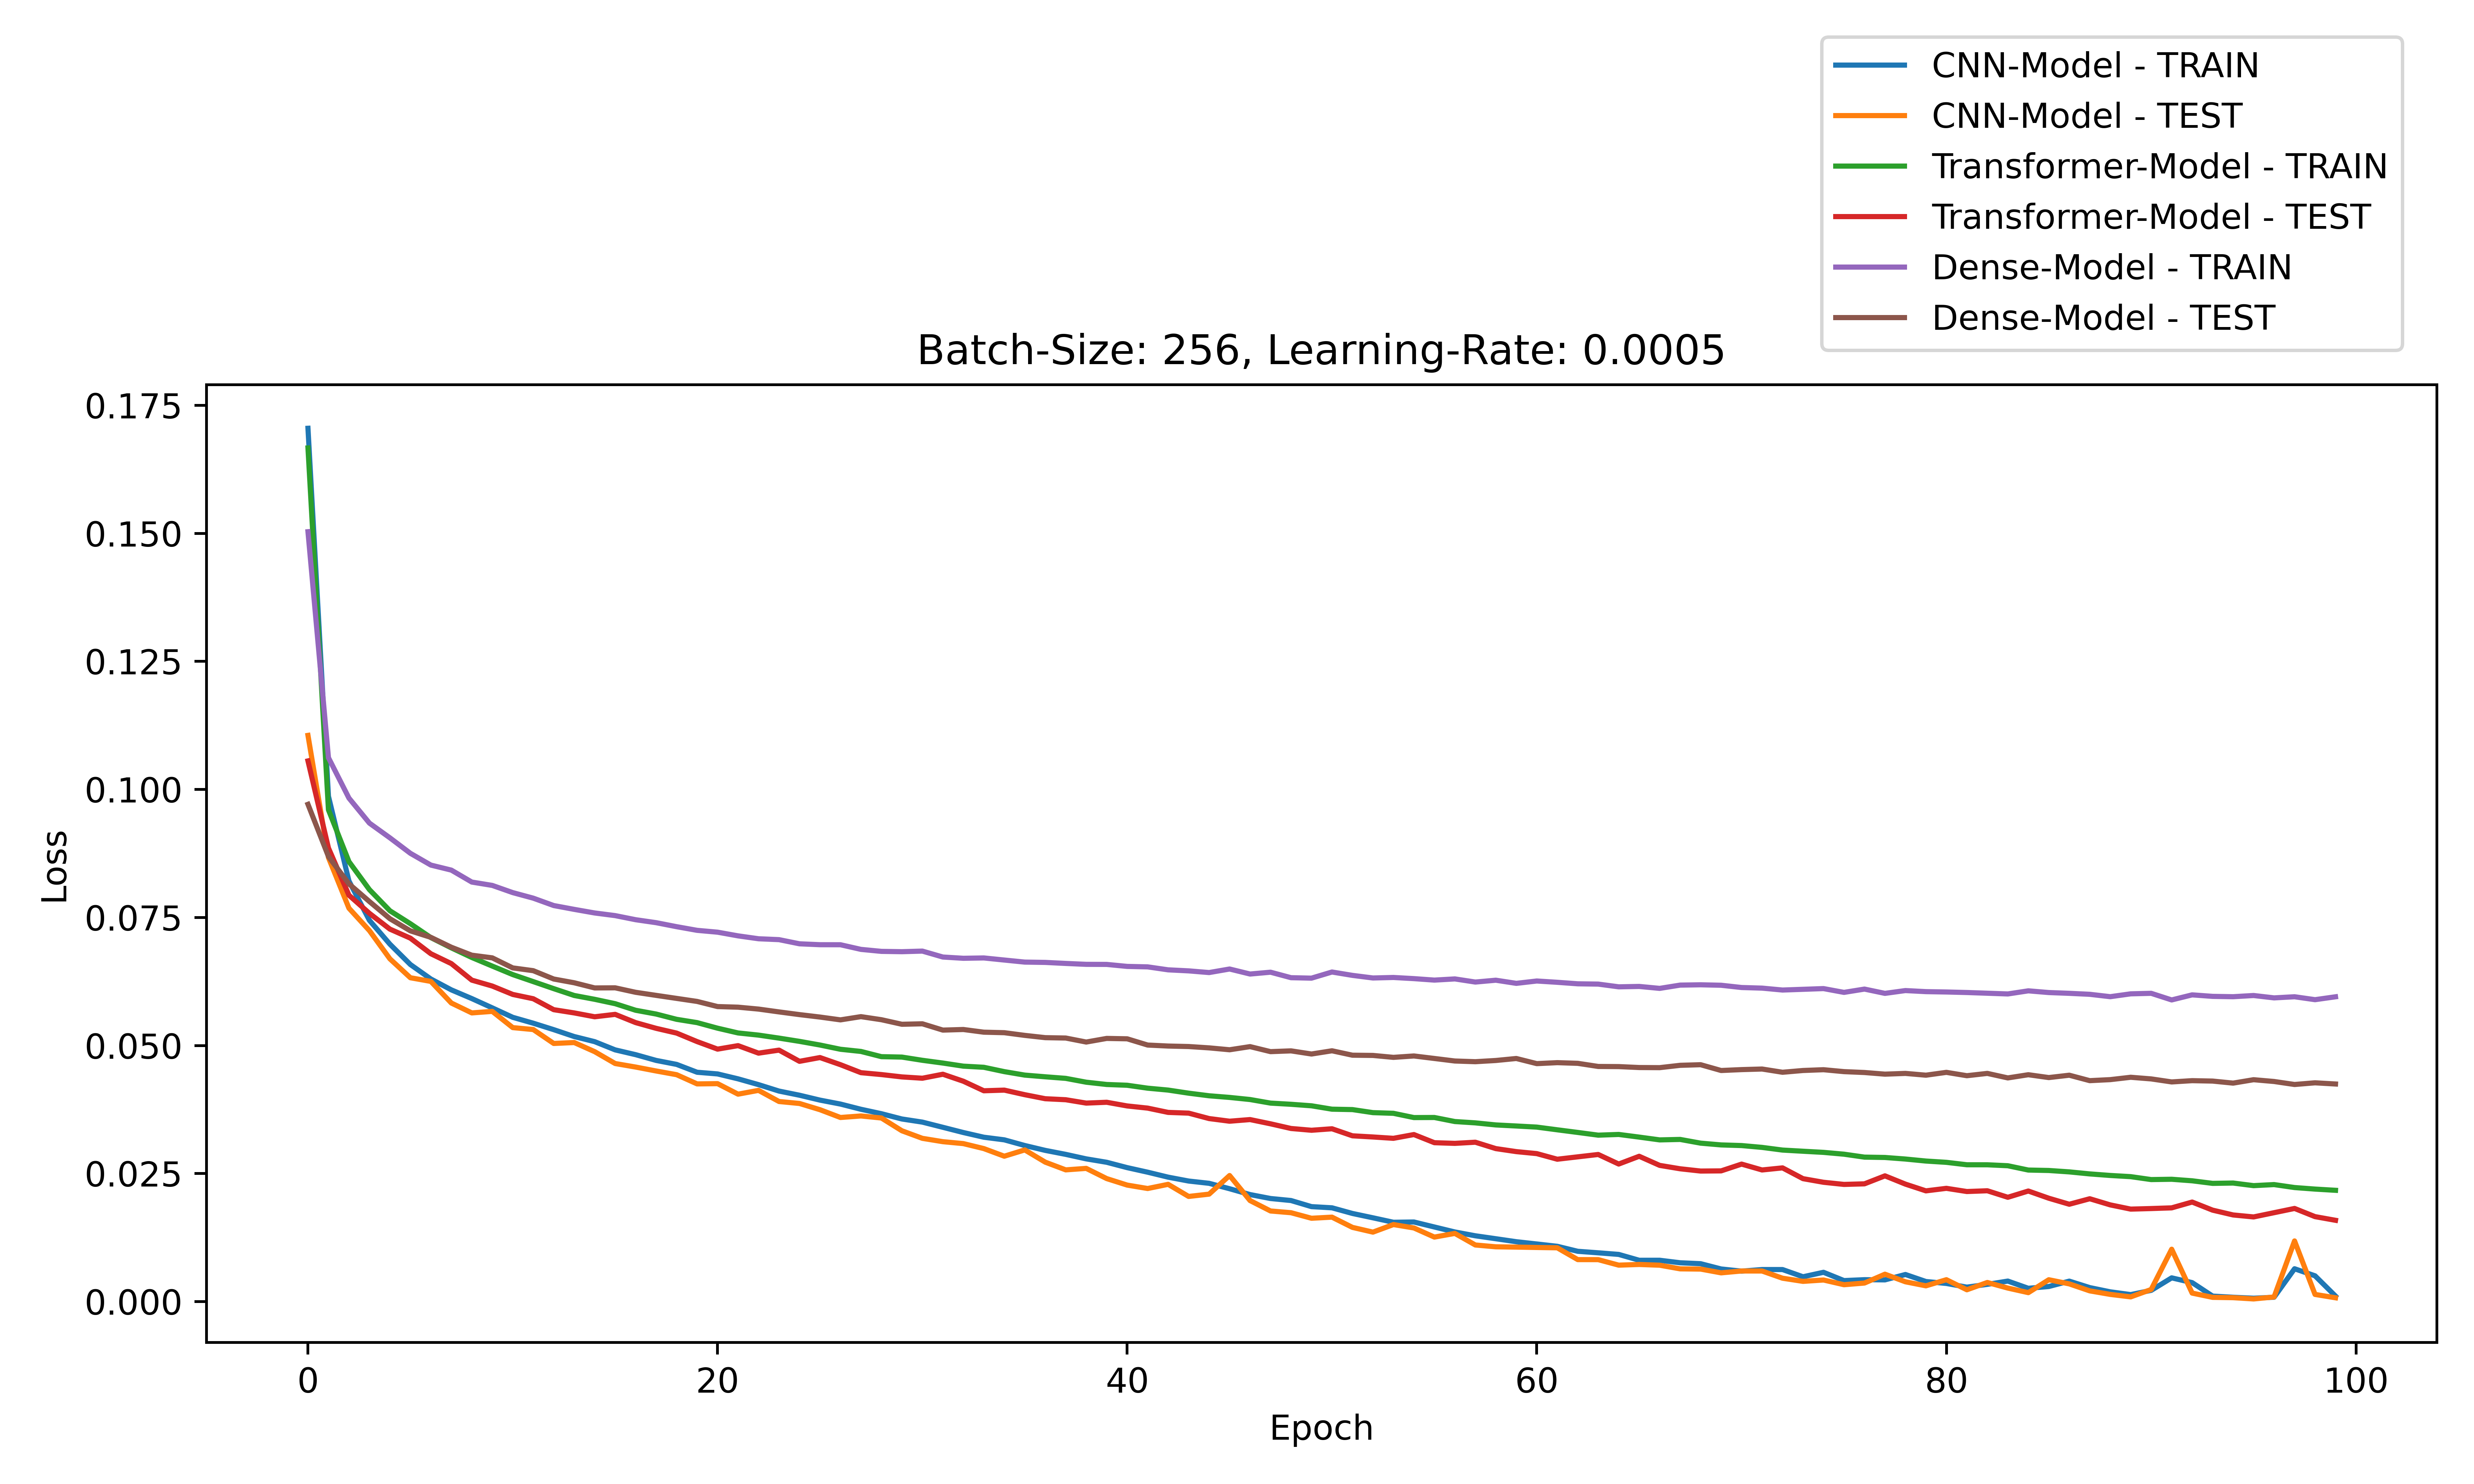 CNN-Model - TRAIN
CNN-Model - TEST
Transformer-Model - TRAIN
Transformer-Model - TEST
Dense-Model - TRAIN
Dense-Model - TEST
Batch-Size: 256, Learning-Rate: 0.0005
0.175
0.150
0.125
0.100
0.075
0.050
0.025
0.000
Loss
0 20 40 60 80 100
Epoch